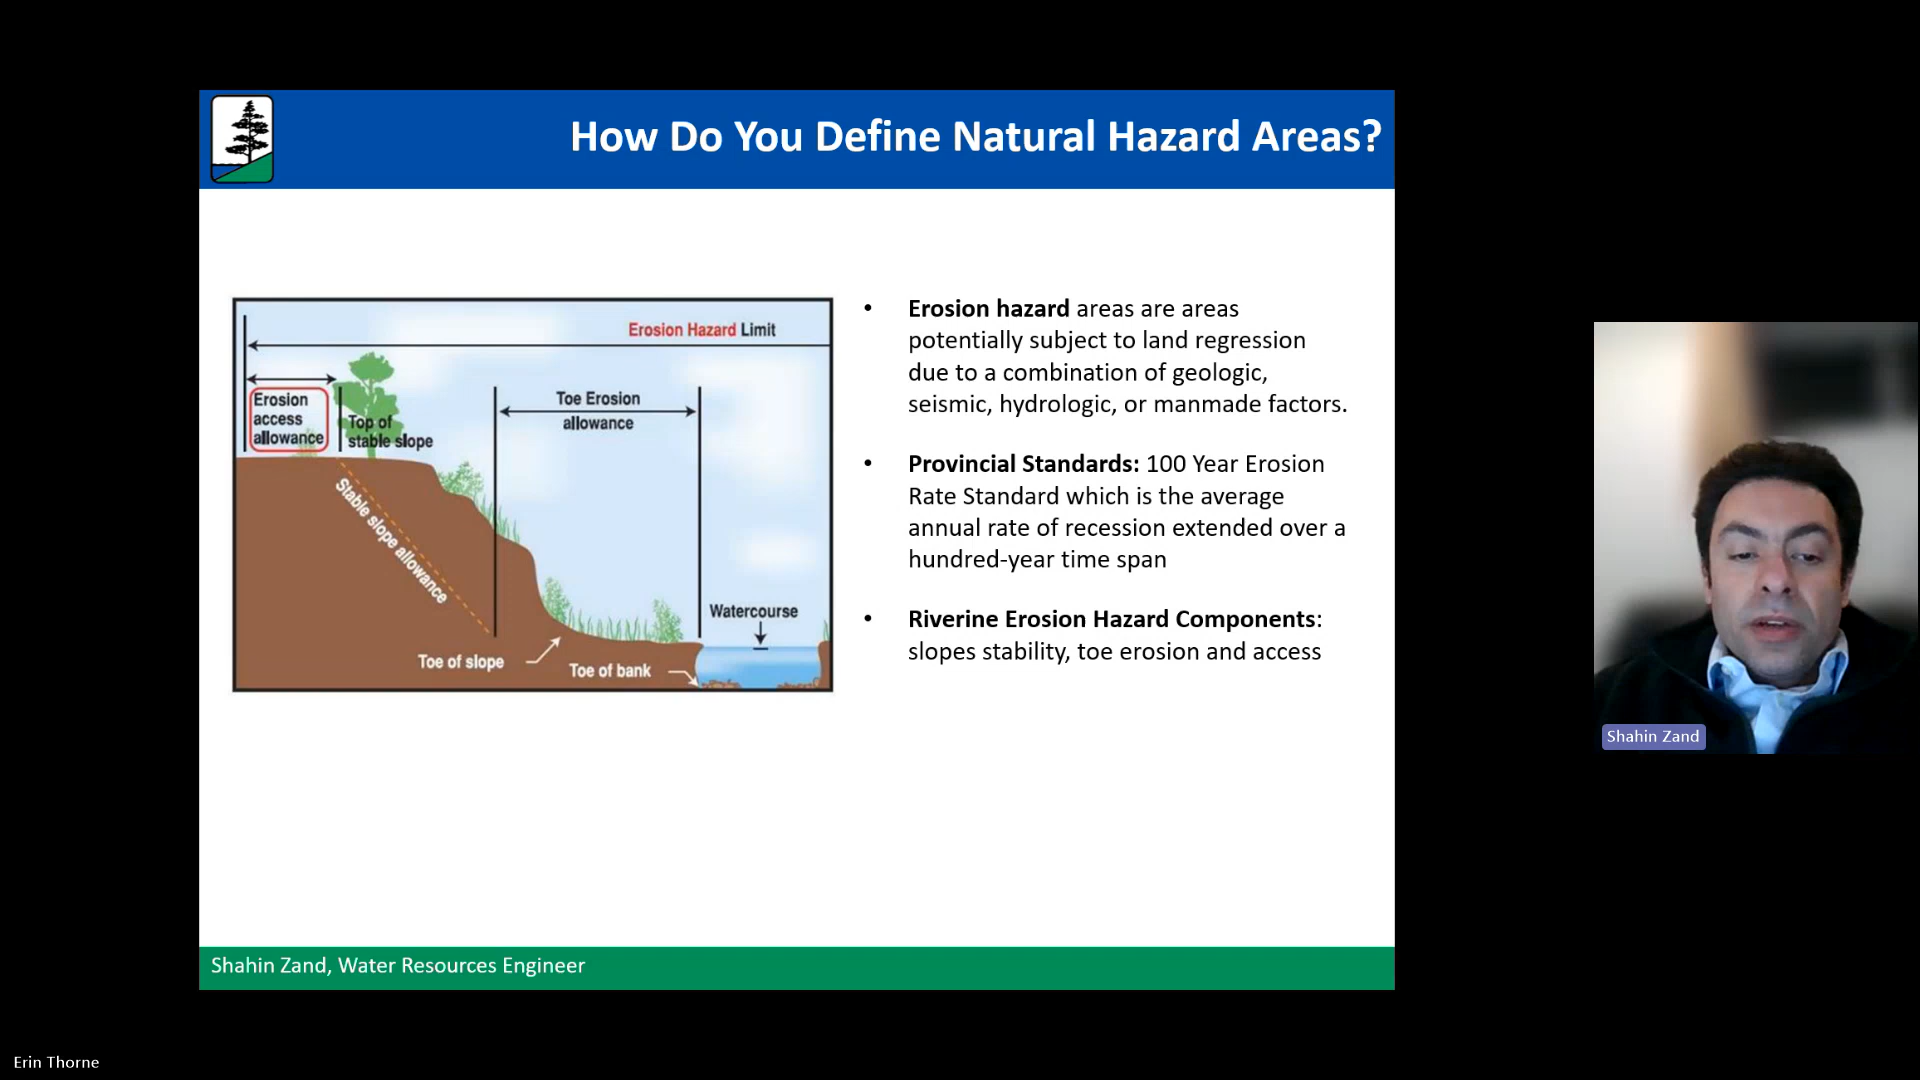 How Do You Define Natural Hazard Areas?
Erosion Hazard Limit
Erosion
access
allowance
Top of
stable slope
Toe Erosion
allowance
Stable slope allowance
Watercourse
Toe of slope
Toe of bank
• Erosion hazard areas are areas
potentially subject to land regression
due to a combination of geologic,
seismic, hydrologic, or manmade factors.
• Provincial Standards: 100 Year Erosion
Rate Standard which is the average
annual rate of recession extended over a
hundred-year time span
• Riverine Erosion Hazard Components:
slopes stability, toe erosion and access
Shahin Zand
Shahin Zand, Water Resources Engineer
Erin Thorne